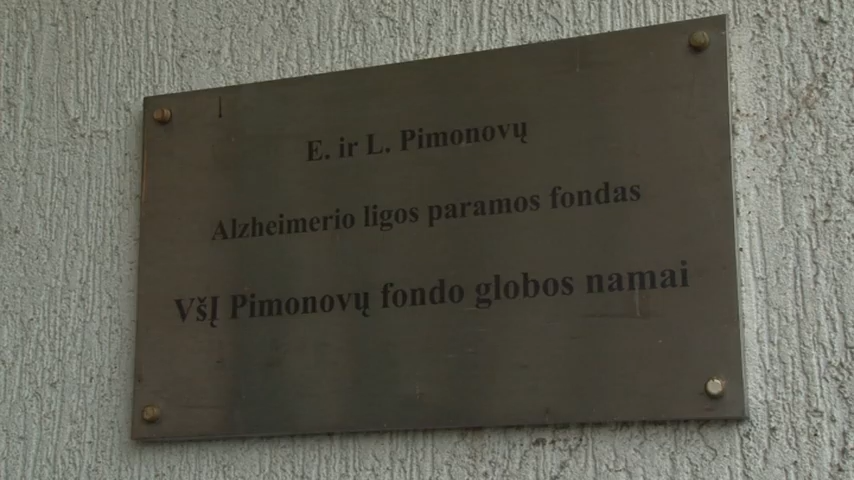 E. ir L. Pimonovų
Alzheimerio ligos paramos fondas
VšĮ Pimonovų fondo globos namai